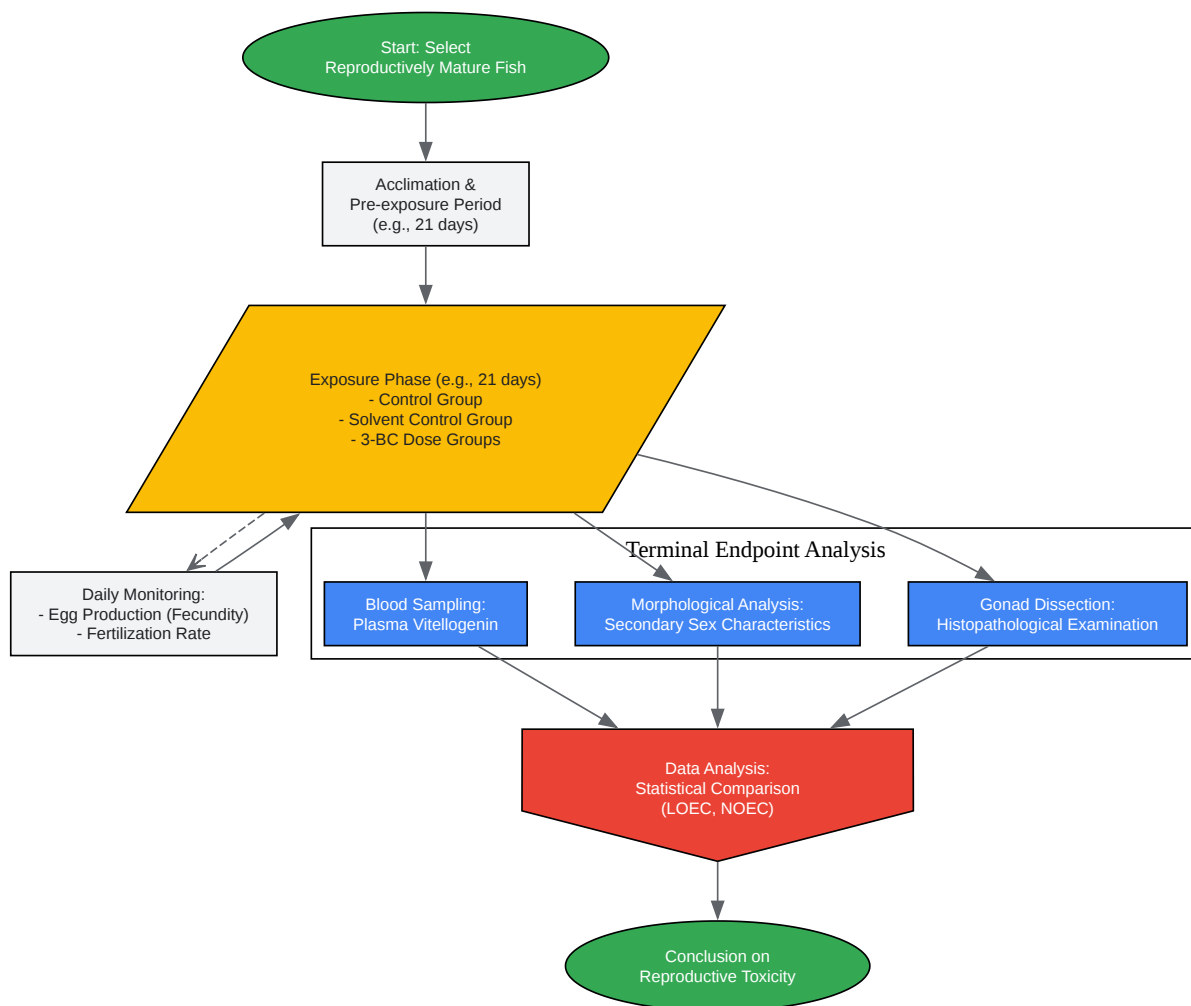 Start: Select
Reproductively Mature Fish
Acclimation &
Pre-exposure Period
(e.g., 21 days)
Exposure Phase (e.g., 21 days)
- Control Group
- Solvent Control Group
- 3-BC Dose Groups
Daily Monitoring:
- Egg Production (Fecundity)
- Fertilization Rate
Terminal Endpoint Analysis
Blood Sampling:
Plasma Vitellogenin
Morphological Analysis:
Secondary Sex Characteristics
Gonad Dissection:
Histopathological Examination
Data Analysis:
Statistical Comparison
(LOEC, NOEC)
Conclusion on
Reproductive Toxicity